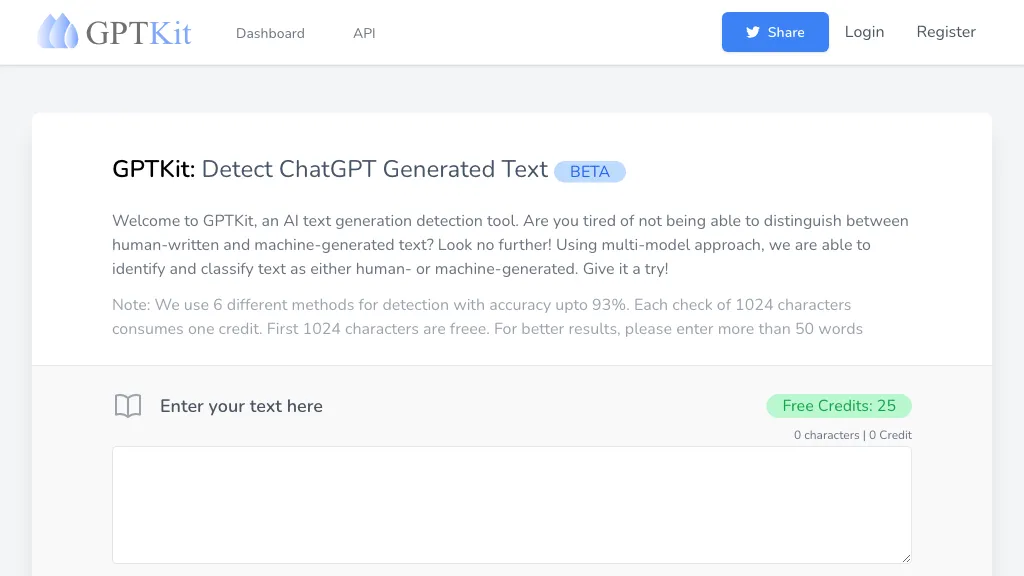 GPTKit
Dashboard
API
Share
Login
Register
GPTKit: Detect ChatGPT Generated Text BETA
Welcome to GPTKit, an AI text generation detection tool. Are you tired of not being able to distinguish between
human-written and machine-generated text? Look no further! Using multi-model approach, we are able to
identify and classify text as either human- or machine-generated. Give it a try!
Note: We use 6 different methods for detection with accuracy upto 93%. Each check of 1024 characters
consumes one credit. First 1024 characters are freee. For better results, please enter more than 50 words
Enter your text here
Free Credits: 25
0 characters | 0 Credit